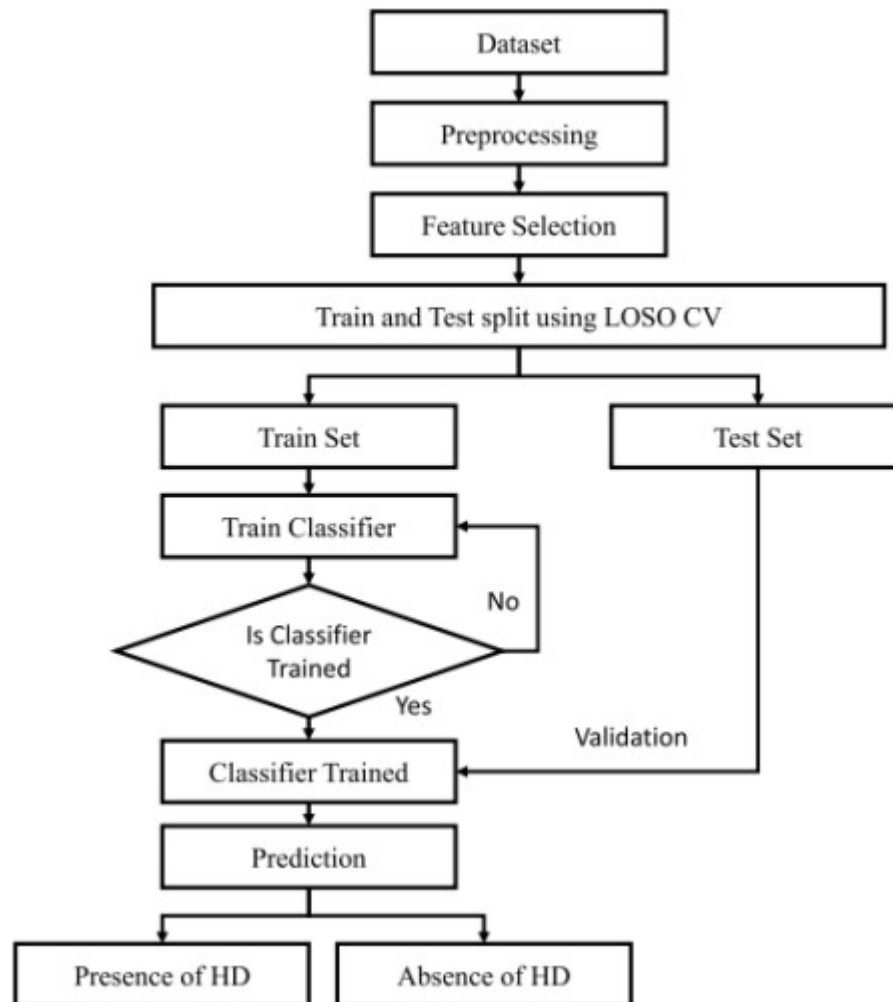 Dataset
Preprocessing
Feature Selection
Train and Test split using LOSO CV
Train Set
Test Set
Train Classifier
No
Is Classifier
Trained
Yes
Validation
Classifier Trained
Prediction
Presence of HD
Absence of HD